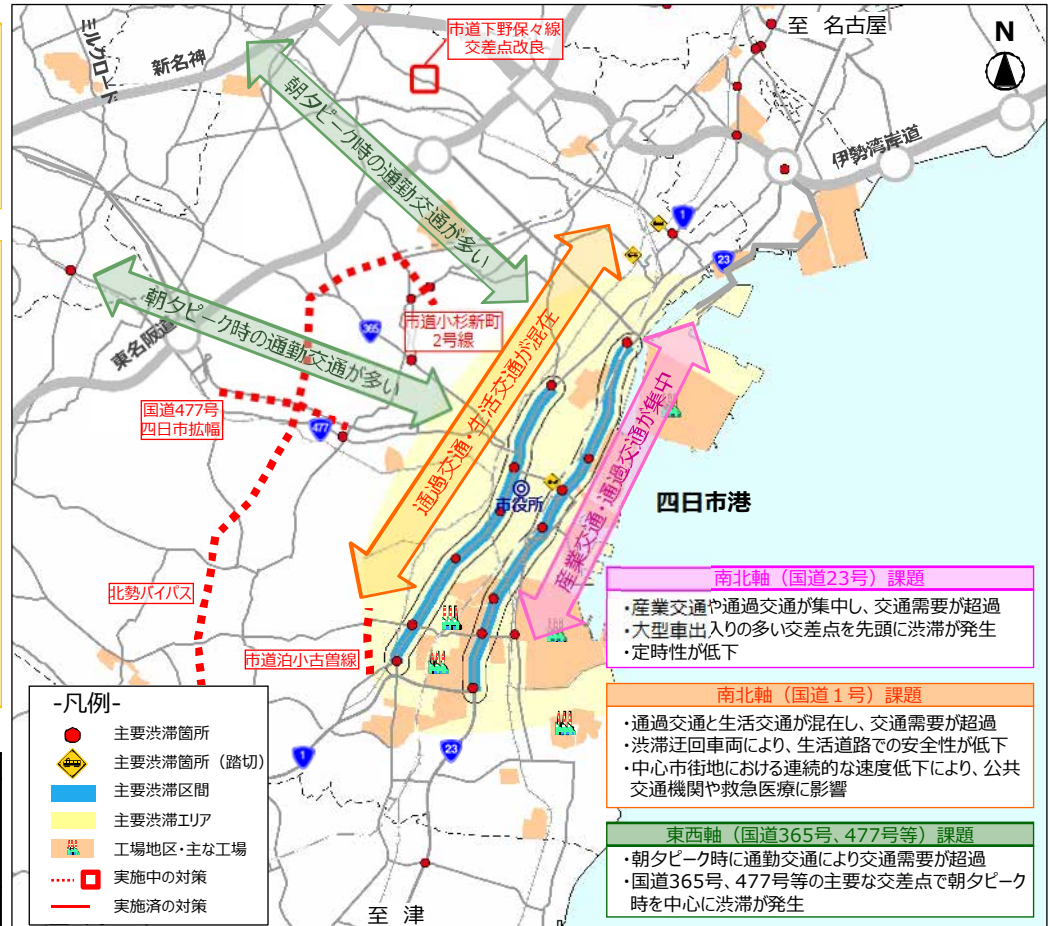 市道下野保々線
交差点改良
至 名古屋
N
ミルクロード
新名神
伊勢湾岸道
朝夕ピーク時の通勤交通が多い
1
23
朝夕ピーク時の通勤交通が多い
365
市道小杉新町
2号線
東名阪道
通過交通・生活交通が混在
国道477号
四日市拡幅
477
産業交通・通過交通が集中
市役所
四日市港
北勢バイパス
市道泊小古曽線
1
23
至 津
南北軸（国道23号）課題
・産業交通や通過交通が集中し、交通需要が超過
・大型車出入りの多い交差点を先頭に渋滞が発生
・定時性が低下
南北軸（国道１号）課題
・通過交通と生活交通が混在し、交通需要が超過
・渋滞迂回車両により、生活道路での安全性が低下
・中心市街地における連続的な速度低下により、公共
交通機関や救急医療に影響
東西軸（国道365号、477号等）課題
・朝夕ピーク時に通勤交通により交通需要が超過
・国道365号、477号等の主要な交差点で朝夕ピーク
時を中心に渋滞が発生
-凡例-
主要渋滞箇所
主要渋滞箇所（踏切）
主要渋滞区間
主要渋滞エリア
工場地区・主な工場
実施中の対策
実施済の対策